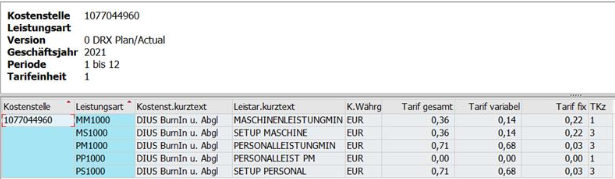 Kostenstelle 1077044960
Leistungsart
Version 0 DRX Plan/Actual
Geschäftsjahr 2021
Periode 1 bis 12
Tarifeinheit 1
Kostenstelle Leistungsart Kostenst.kurztext Leistar.kurztext K.Währg Tarif gesamt Tarif variabel Tarif fix TKz
1077044960 MM1000 DIUS BurnIn u. Abgl MASCHINENLEISTUNGMIN EUR 0,36 0,14 0,22 1
MS1000 DIUS BurnIn u. Abgl SETUP MASCHINE EUR 0,36 0,14 0,22 3
PM1000 DIUS BurnIn u. Abgl PERSONALLEISTUNGMIN EUR 0,71 0,68 0,03 3
PP1000 DIUS BurnIn u. Abgl PERSONALLEIST PM EUR 0,00 0,00 0,00 1
PS1000 DIUS BurnIn u. Abgl SETUP PERSONAL EUR 0,71 0,68 0,03 3